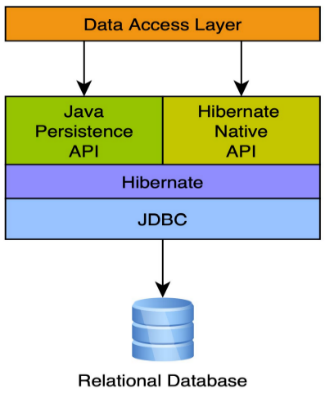 Data Access Layer
Java
Persistence
API
Hibernate
Native
API
Hibernate
JDBC
Relational Database